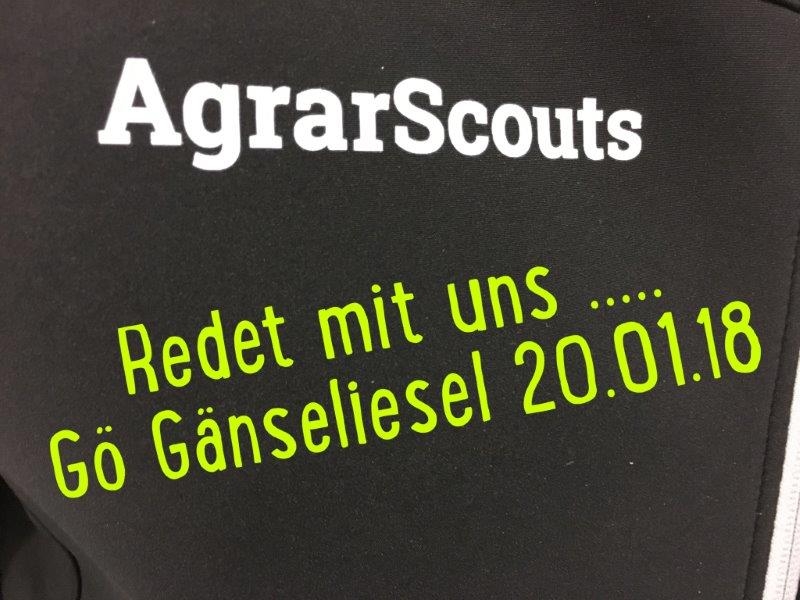 AgrarScouts
Redet mit uns .....
Gö Gänseliesel 20.01.18